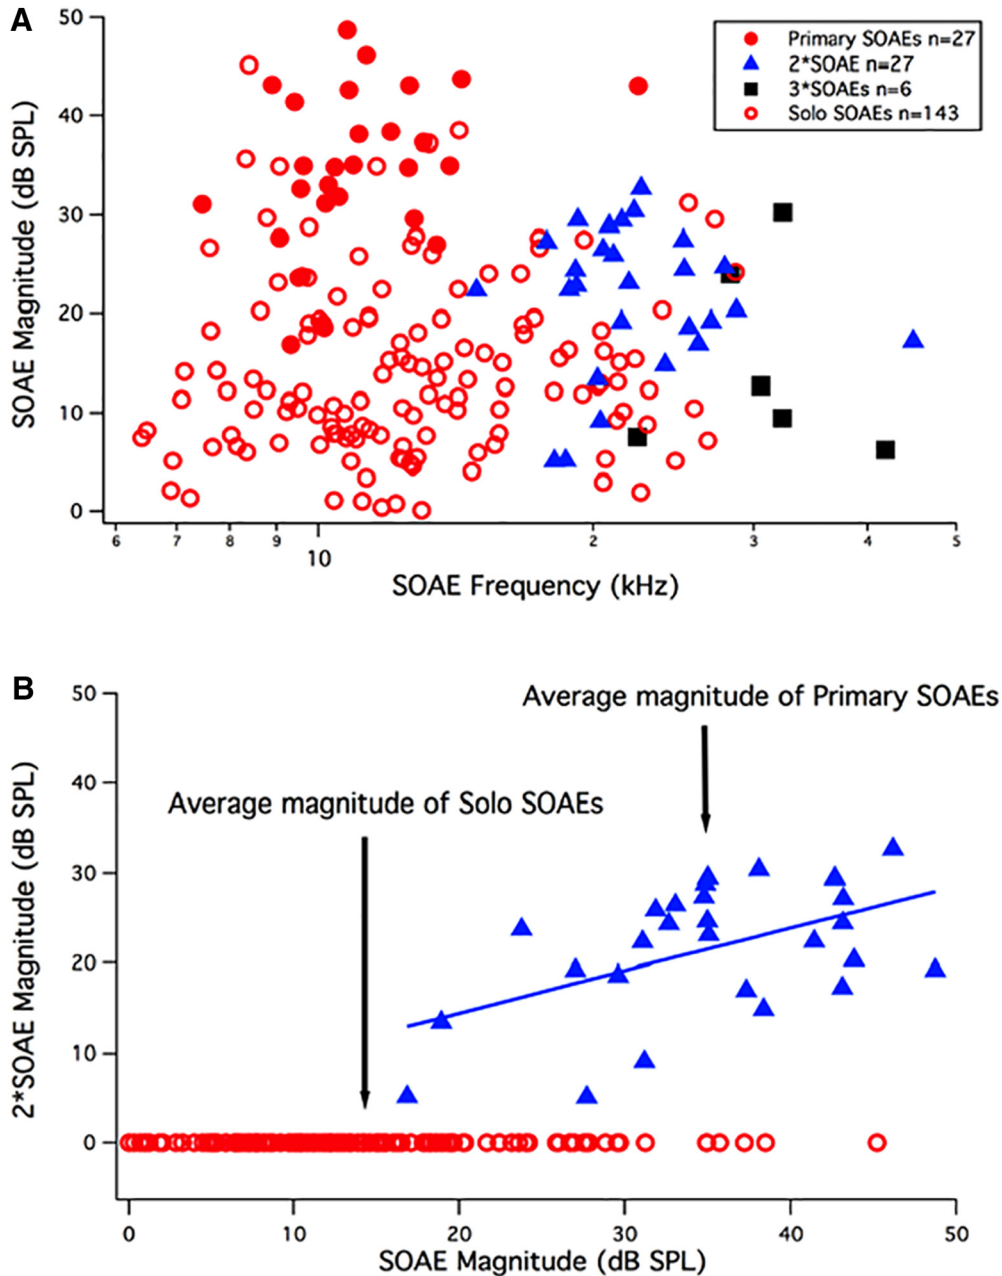 A
SOAE Magnitude (dB SPL)
50
40
30
20
10
0
Primary SOAEs n=27
2*SOAE n=27
3*SOAEs n=6
Solo SOAEs n=143
6 7 8 9 10 2 3 4 5
SOAE Frequency (kHz)
B
2*SOAE Magnitude (dB SPL)
50
40
30
20
10
0
Average magnitude of Primary SOAEs
Average magnitude of Solo SOAEs
0 10 20 30 40 50
SOAE Magnitude (dB SPL)